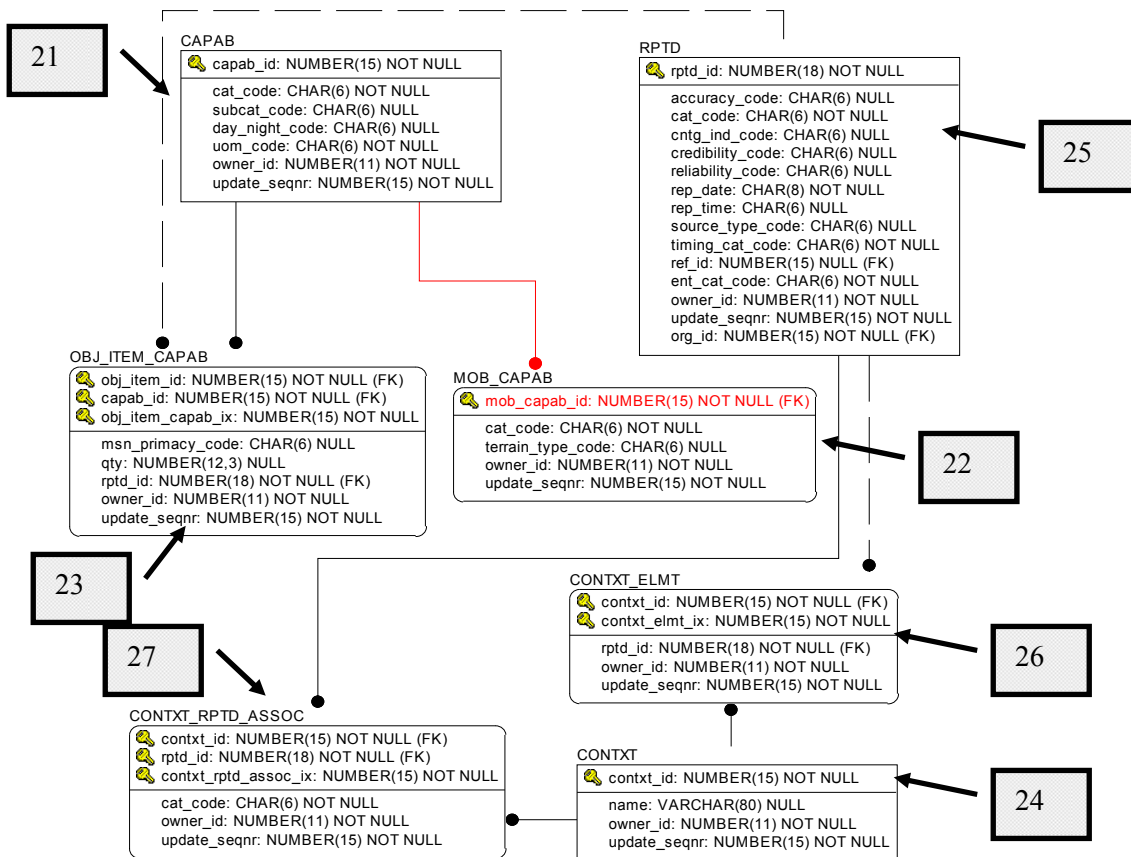 21
CAPAB
capab_id: NUMBER(15) NOT NULL
cat_code: CHAR(6) NOT NULL
subcat_code: CHAR(6) NULL
day_night_code: CHAR(6) NULL
uom_code: CHAR(6) NOT NULL
owner_id: NUMBER(11) NOT NULL
update_seqnr: NUMBER(15) NOT NULL
RPTD
rptd_id: NUMBER(18) NOT NULL
accuracy_code: CHAR(6) NULL
cat_code: CHAR(6) NOT NULL
cntg_ind_code: CHAR(6) NULL
credibility_code: CHAR(6) NULL
reliability_code: CHAR(6) NULL
rep_date: CHAR(8) NOT NULL
rep_time: CHAR(6) NULL
source_type_code: CHAR(6) NULL
timing_cat_code: CHAR(6) NOT NULL
ref_id: NUMBER(15) NULL (FK)
ent_cat_code: CHAR(6) NOT NULL
owner_id: NUMBER(11) NOT NULL
update_seqnr: NUMBER(15) NOT NULL
org_id: NUMBER(15) NOT NULL (FK)
25
OBJ_ITEM_CAPAB
obj_item_id: NUMBER(15) NOT NULL (FK)
capab_id: NUMBER(15) NOT NULL (FK)
obj_item_capab_ix: NUMBER(15) NOT NULL
msn_primacy_code: CHAR(6) NULL
qty: NUMBER(12,3) NULL
rptd_id: NUMBER(18) NOT NULL (FK)
owner_id: NUMBER(11) NOT NULL
update_seqnr: NUMBER(15) NOT NULL
MOB_CAPAB
mob_capab_id: NUMBER(15) NOT NULL (FK)
cat_code: CHAR(6) NOT NULL
terrain_type_code: CHAR(6) NULL
owner_id: NUMBER(11) NOT NULL
update_seqnr: NUMBER(15) NOT NULL
22
23
27
CONTXT_ELMT
contxt_id: NUMBER(15) NOT NULL (FK)
contxt_elmt_ix: NUMBER(15) NOT NULL
rptd_id: NUMBER(18) NOT NULL (FK)
owner_id: NUMBER(11) NOT NULL
update_seqnr: NUMBER(15) NOT NULL
26
CONTXT_RPTD_ASSOC
contxt_id: NUMBER(15) NOT NULL (FK)
rptd_id: NUMBER(18) NOT NULL (FK)
contxt_rptd_assoc_ix: NUMBER(15) NOT NULL
cat_code: CHAR(6) NOT NULL
owner_id: NUMBER(11) NOT NULL
update_seqnr: NUMBER(15) NOT NULL
CONTXT
contxt_id: NUMBER(15) NOT NULL
name: VARCHAR(80) NULL
owner_id: NUMBER(11) NOT NULL
update_seqnr: NUMBER(15) NOT NULL
24